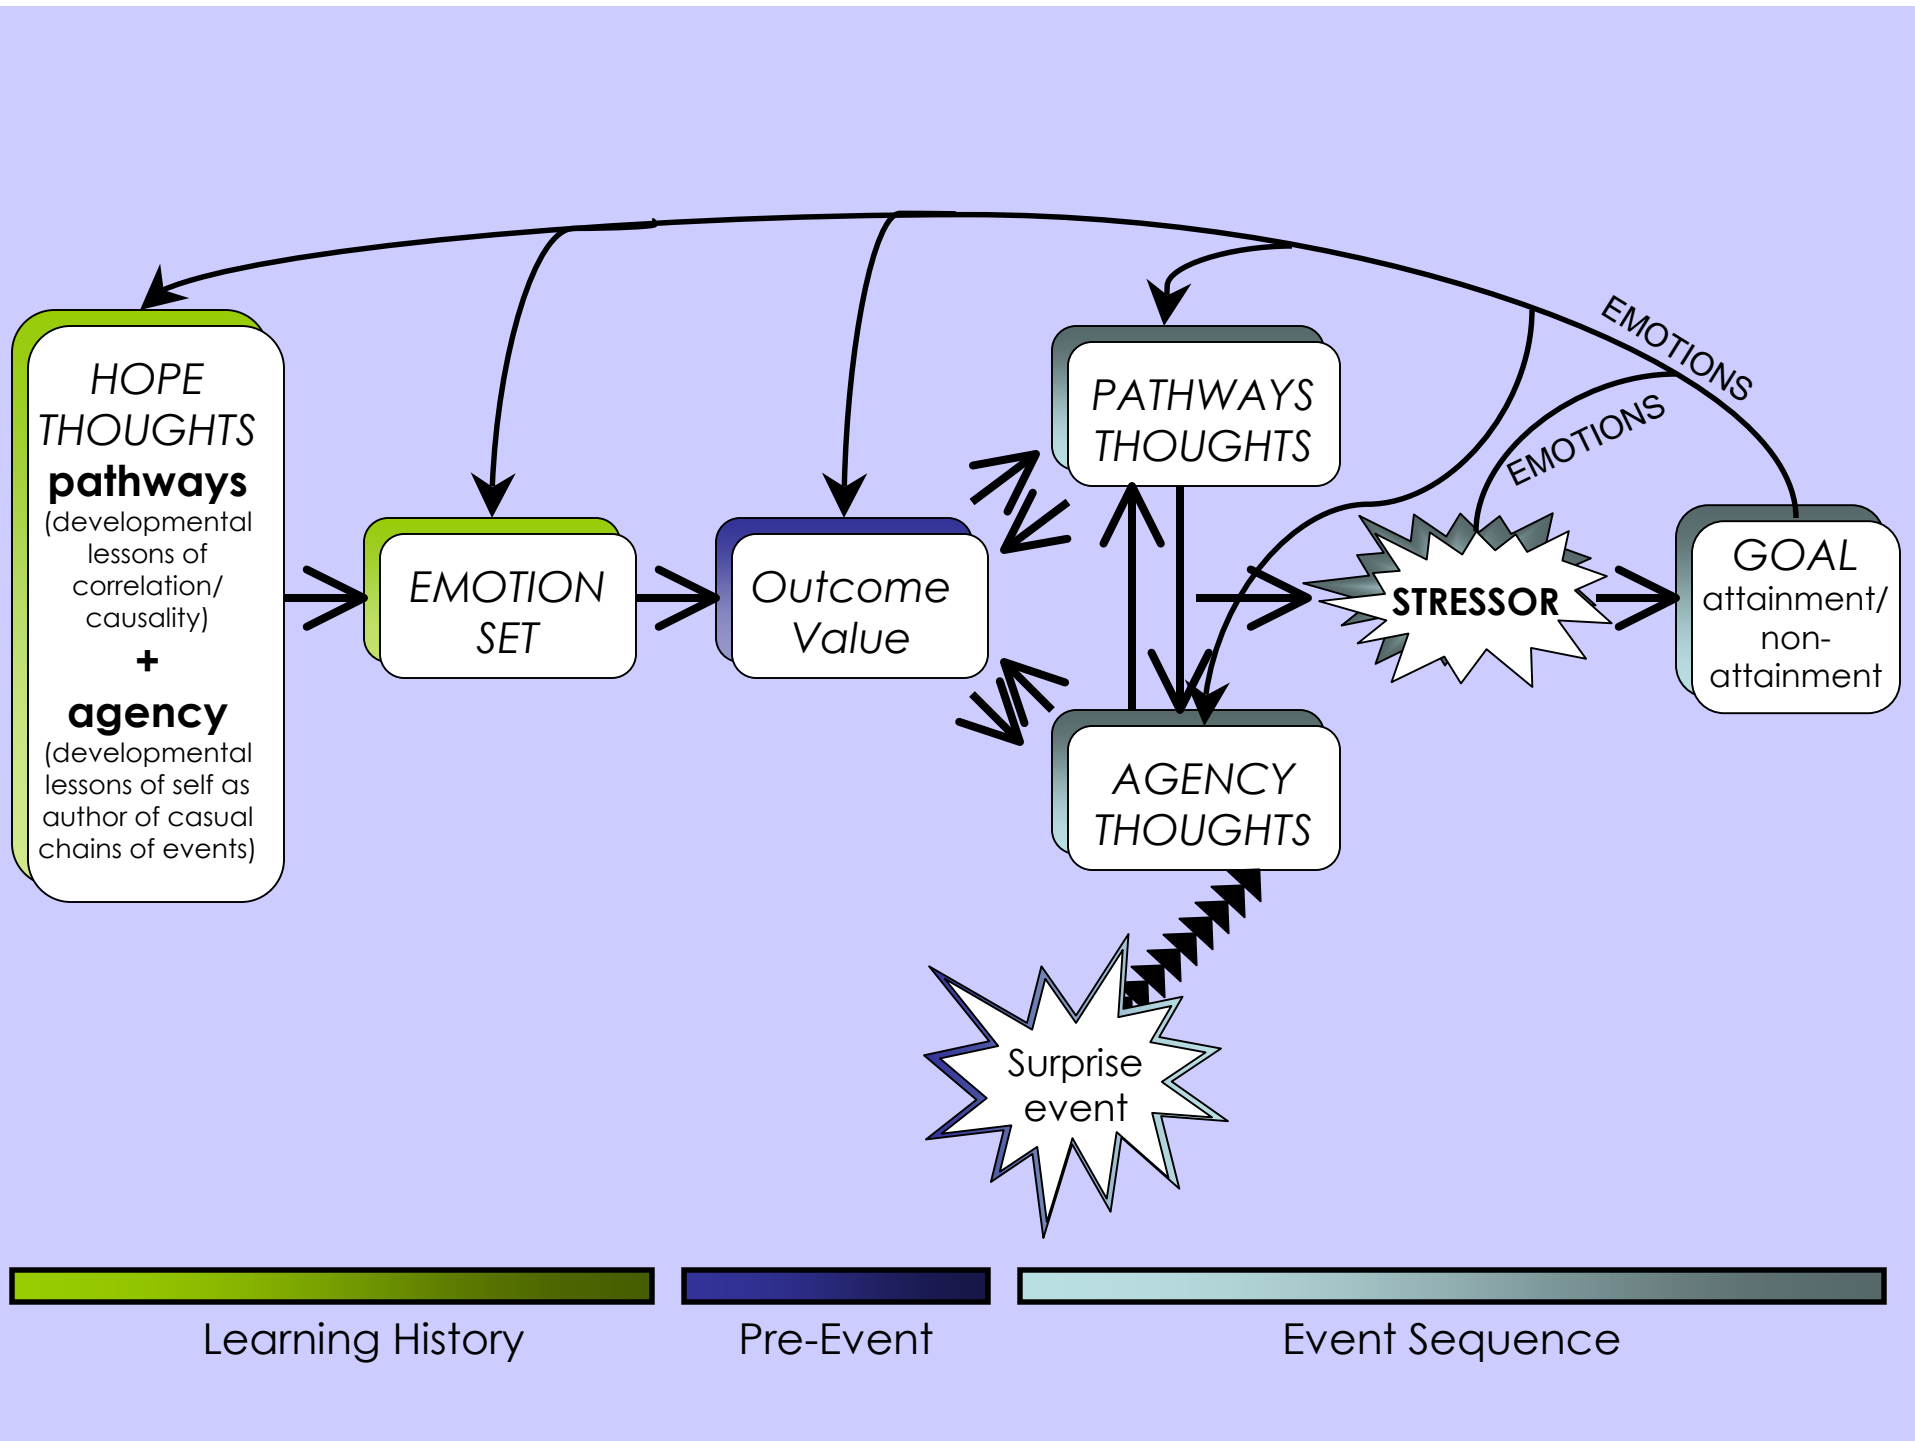 HOPE
THOUGHTS
pathways
(developmental
lessons of
correlation/
causality)
+
agency
(developmental
lessons of self as
author of casual
chains of events)
EMOTION
SET
Outcome
Value
PATHWAYS
THOUGHTS
AGENCY
THOUGHTS
Surprise
event
EMOTIONS
EMOTIONS
STRESSOR
GOAL
attainment/
non-
attainment
Learning History
Pre-Event
Event Sequence